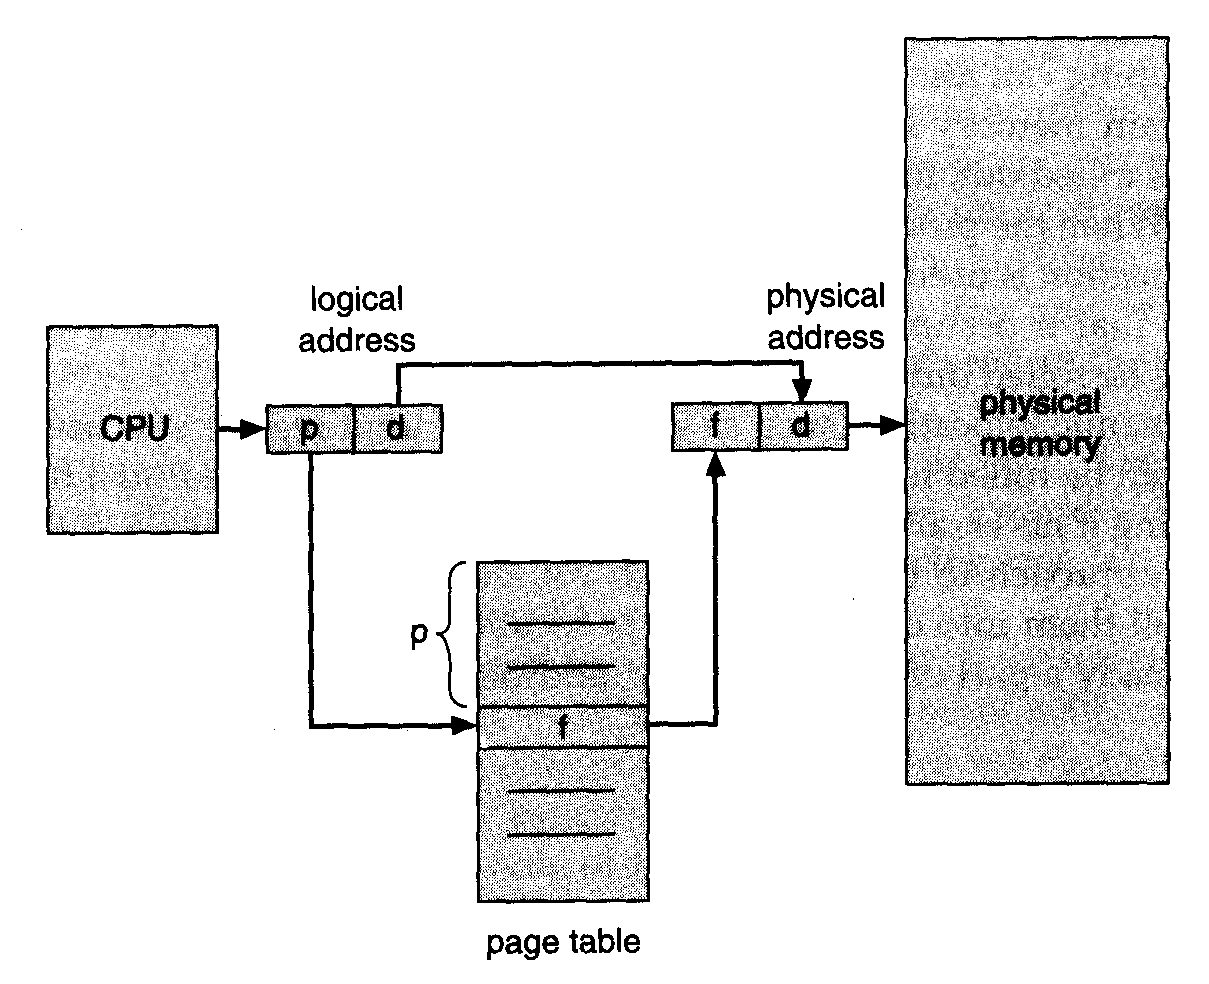 logical
address
physical
address
CPU
p
d
f
d
physical
memory
p
f
page table